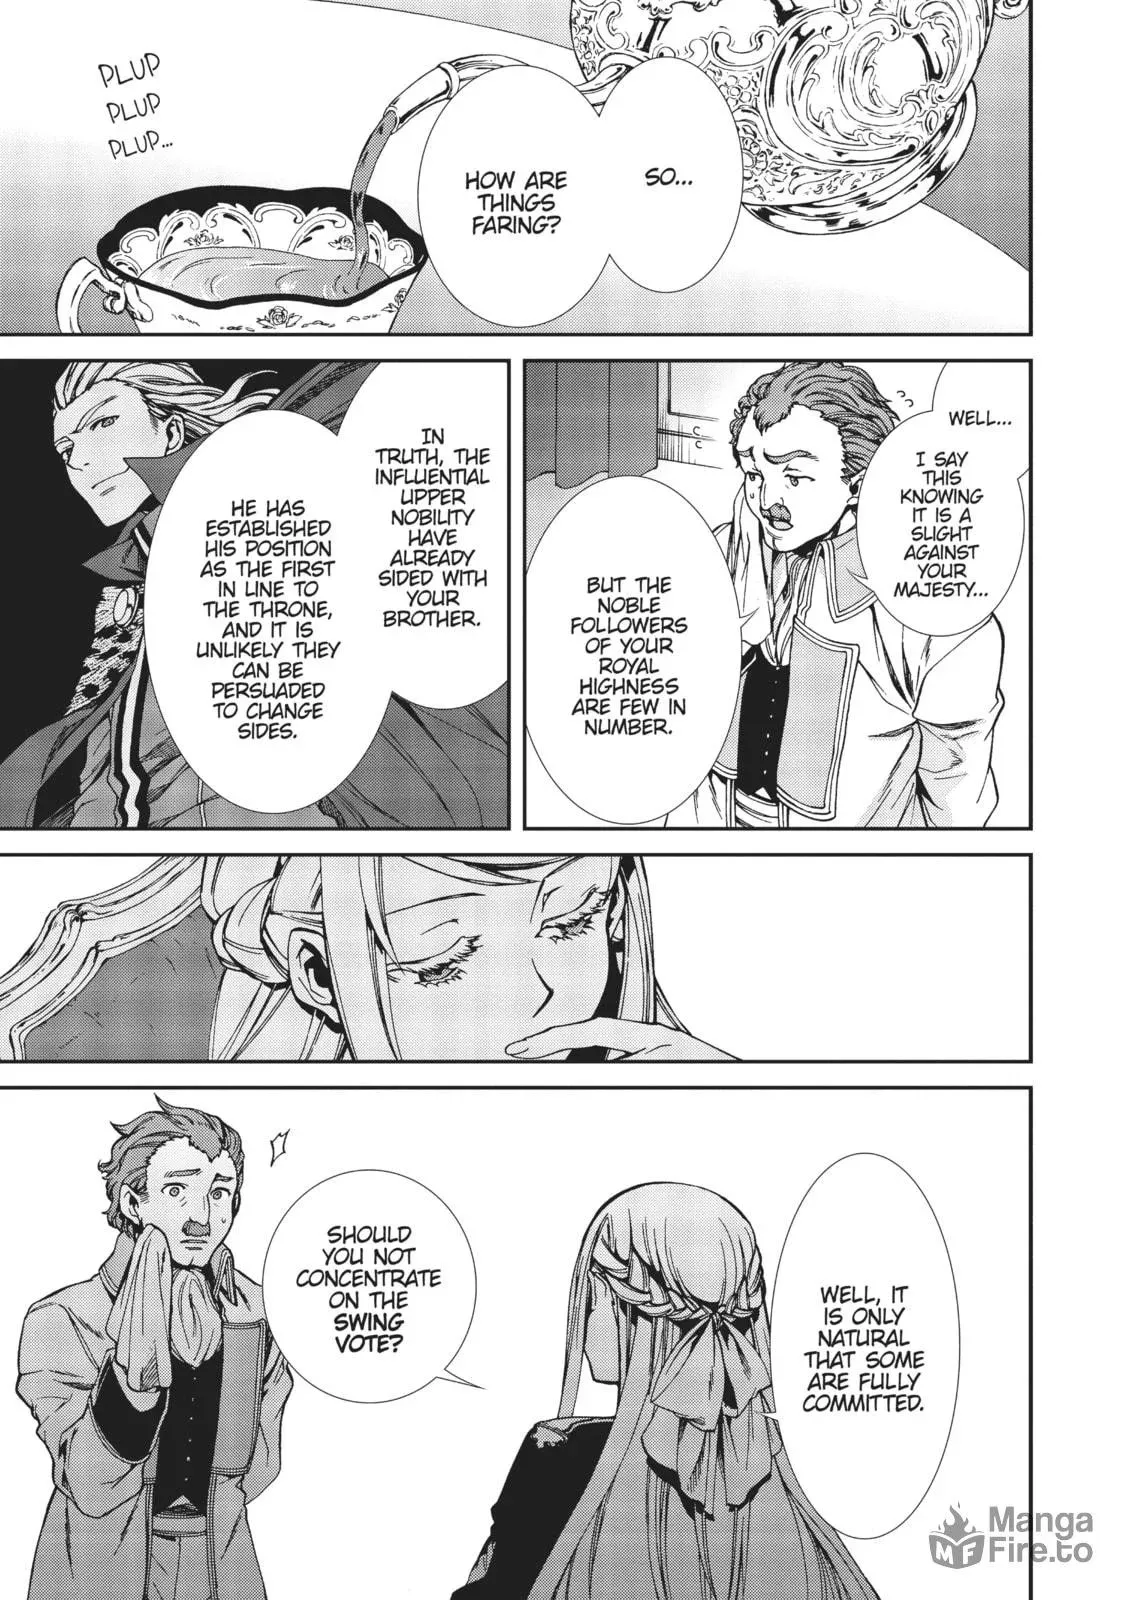 PLUP
PLUP
PLUP...
SO...
HOW ARE
THINGS
FARING?
WELL...
I SAY
THIS
KNOWING
IT IS A
SLIGHT
AGAINST
YOUR
MAJESTY...
BUT THE
NOBLE
FOLLOWERS
OF YOUR
ROYAL
HIGHNESS
ARE FEW IN
NUMBER.
IN
TRUTH, THE
INFLUENTIAL
UPPER
NOBILITY
HAVE
ALREADY
SIDED WITH
YOUR
BROTHER.
HE HAS
ESTABLISHED
HIS POSITION
AS THE FIRST
IN LINE TO
THE THRONE,
AND IT IS
UNLIKELY THEY
CAN BE
PERSUADED
TO CHANGE
SIDES.
WELL, IT
IS ONLY
NATURAL
THAT SOME
ARE FULLY
COMMITTED.
SHOULD
YOU NOT
CONCENTRATE
ON THE
SWING
VOTE?
MF
Manga
Fire.to